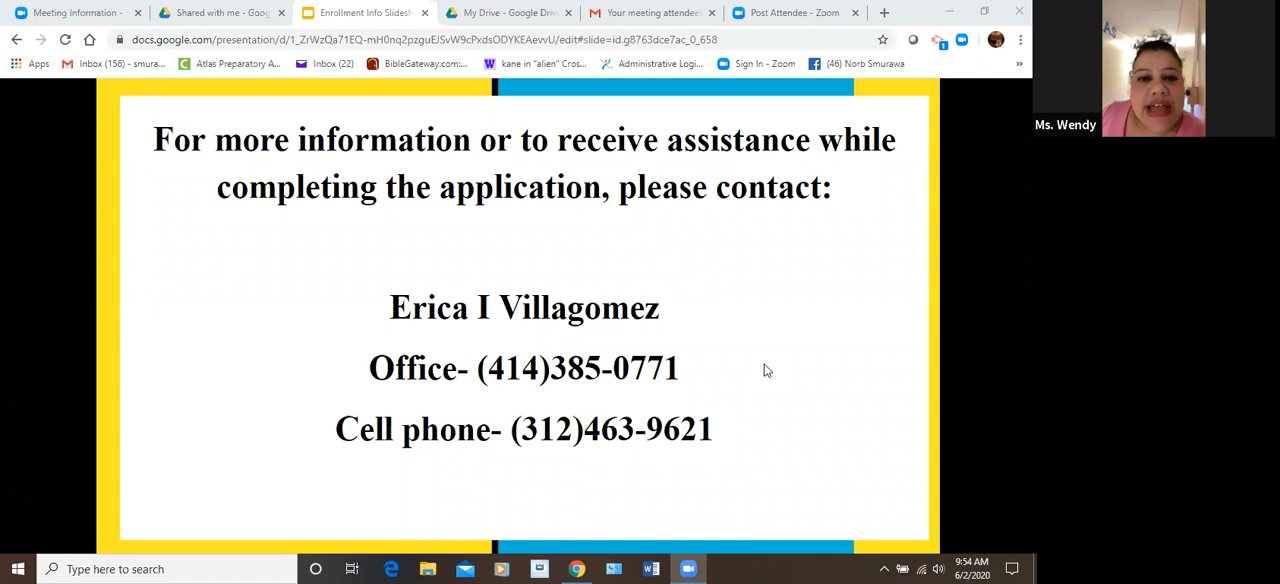 Meeting Information -
Shared with me - Goog
Enrollment Info Slidesh
My Drive - Google Driv
Your meeting attendees
Post Attendee - Zoom
docs.google.com/presentation/d/1_ZrWzQa71EQ-mH0nq2pzguEJSvW9cPxdsODYKEAevvU/edit#slide=id.g8763dce7ac_0_658
1
Apps
Inbox (156) - smura...
Atlas Preparatory A...
Inbox (22)
BibleGateway.com:...
kane in "alien" Cros...
Administrative Logi...
Sign In - Zoom
(46) Norb Smurawa
»
For more information or to receive assistance while
completing the application, please contact:
Erica I Villagomez
Office- (414)385-0771
Cell phone- (312)463-9621
Ms. Wendy
Type here to search
9:54 AM
6/2/2020